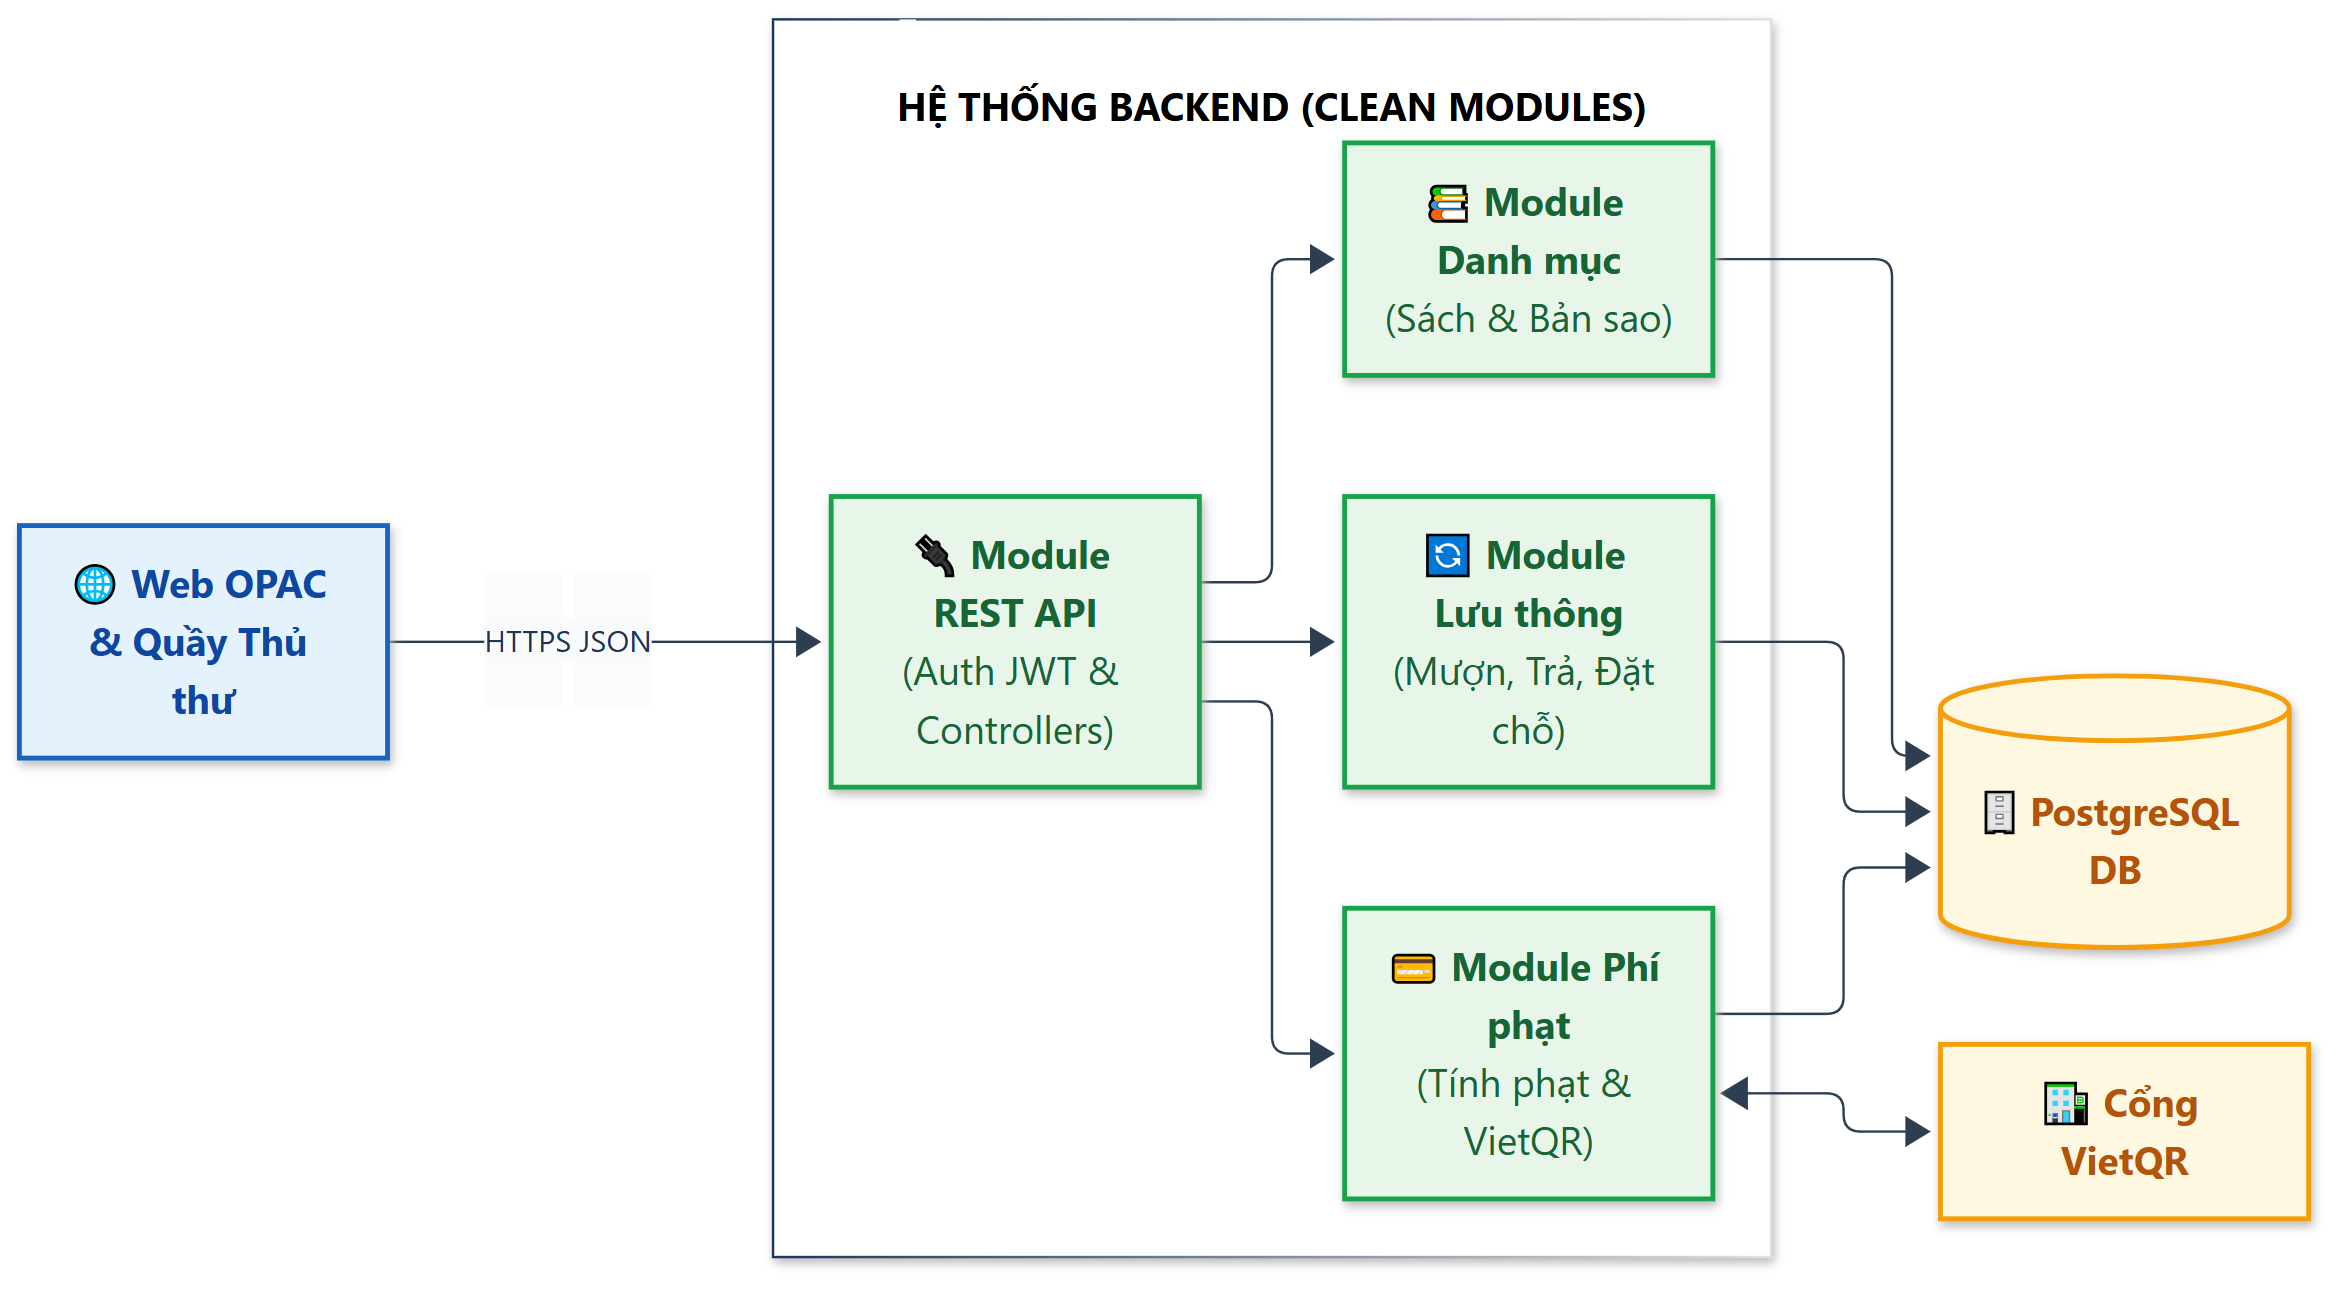 HỆ THỐNG BACKEND (CLEAN MODULES)
Web OPAC
& Quầy Thủ
thư
HTTPS JSON
Module
REST API
(Auth JWT &
Controllers)
Module
Danh mục
(Sách & Bản sao)
Module
Lưu thông
(Mượn, Trả, Đặt
chỗ)
Module Phí
phạt
(Tính phạt &
VietQR)
PostgreSQL
DB
Cổng
VietQR